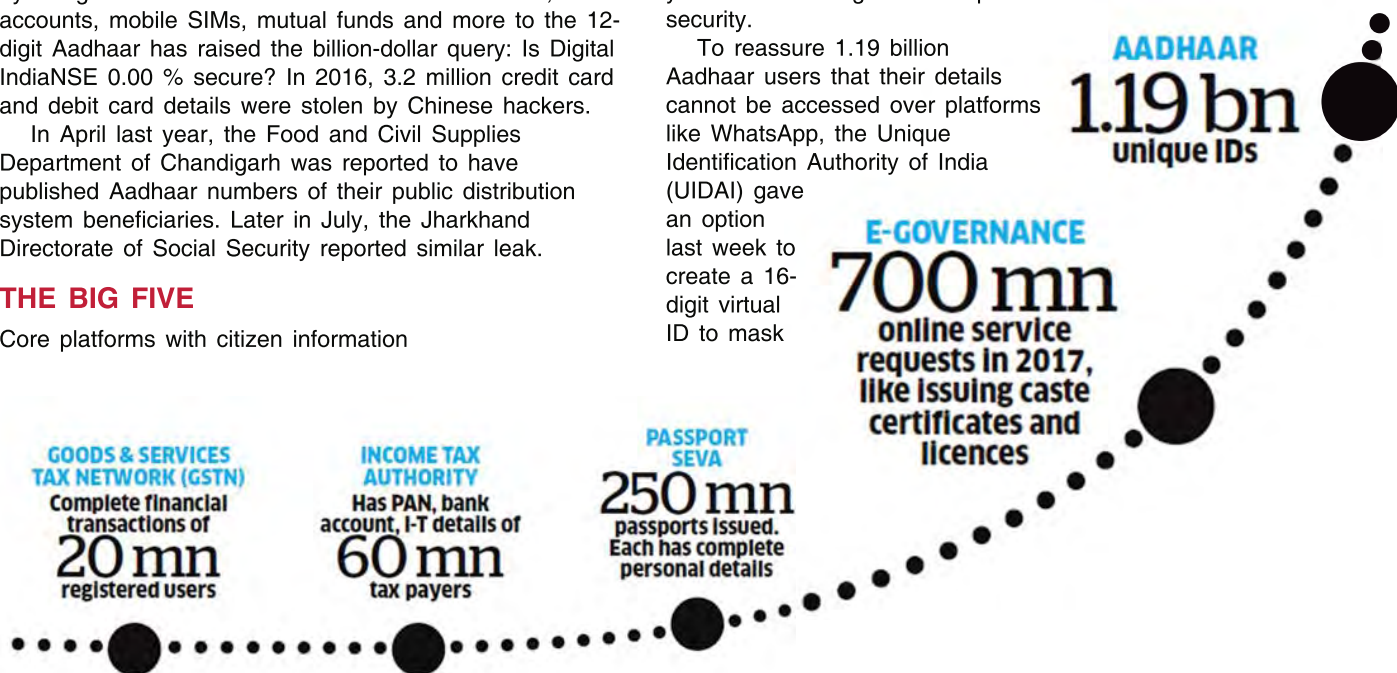 accounts, mobile SIMs, mutual funds and more to the 12-
digit Aadhaar has raised the billion-dollar query: Is Digital
IndiaNSE 0.00 % secure? In 2016, 3.2 million credit card
and debit card details were stolen by Chinese hackers.
In April last year, the Food and Civil Supplies
Department of Chandigarh was reported to have
published Aadhaar numbers of their public distribution
system beneficiaries. Later in July, the Jharkhand
Directorate of Social Security reported similar leak.
THE BIG FIVE
Core platforms with citizen information
security.
To reassure 1.19 billion
Aadhaar users that their details
cannot be accessed over platforms
like WhatsApp, the Unique
Identification Authority of India
(UIDAI) gave
an option
last week to
create a 16-
digit virtual
ID to mask
AADHAAR
1.19 bn
unique IDs
E-GOVERNANCE
700 mn
online service
requests in 2017,
like issuing caste
certificates and
licences
GOODS & SERVICES
TAX NETWORK (GSTN)
Complete financial
transactions of
20 mn
registered users
INCOME TAX
AUTHORITY
Has PAN, bank
account, I-T details of
60 mn
tax payers
PASSPORT
SEVA
250 mn
passports issued.
Each has complete
personal details